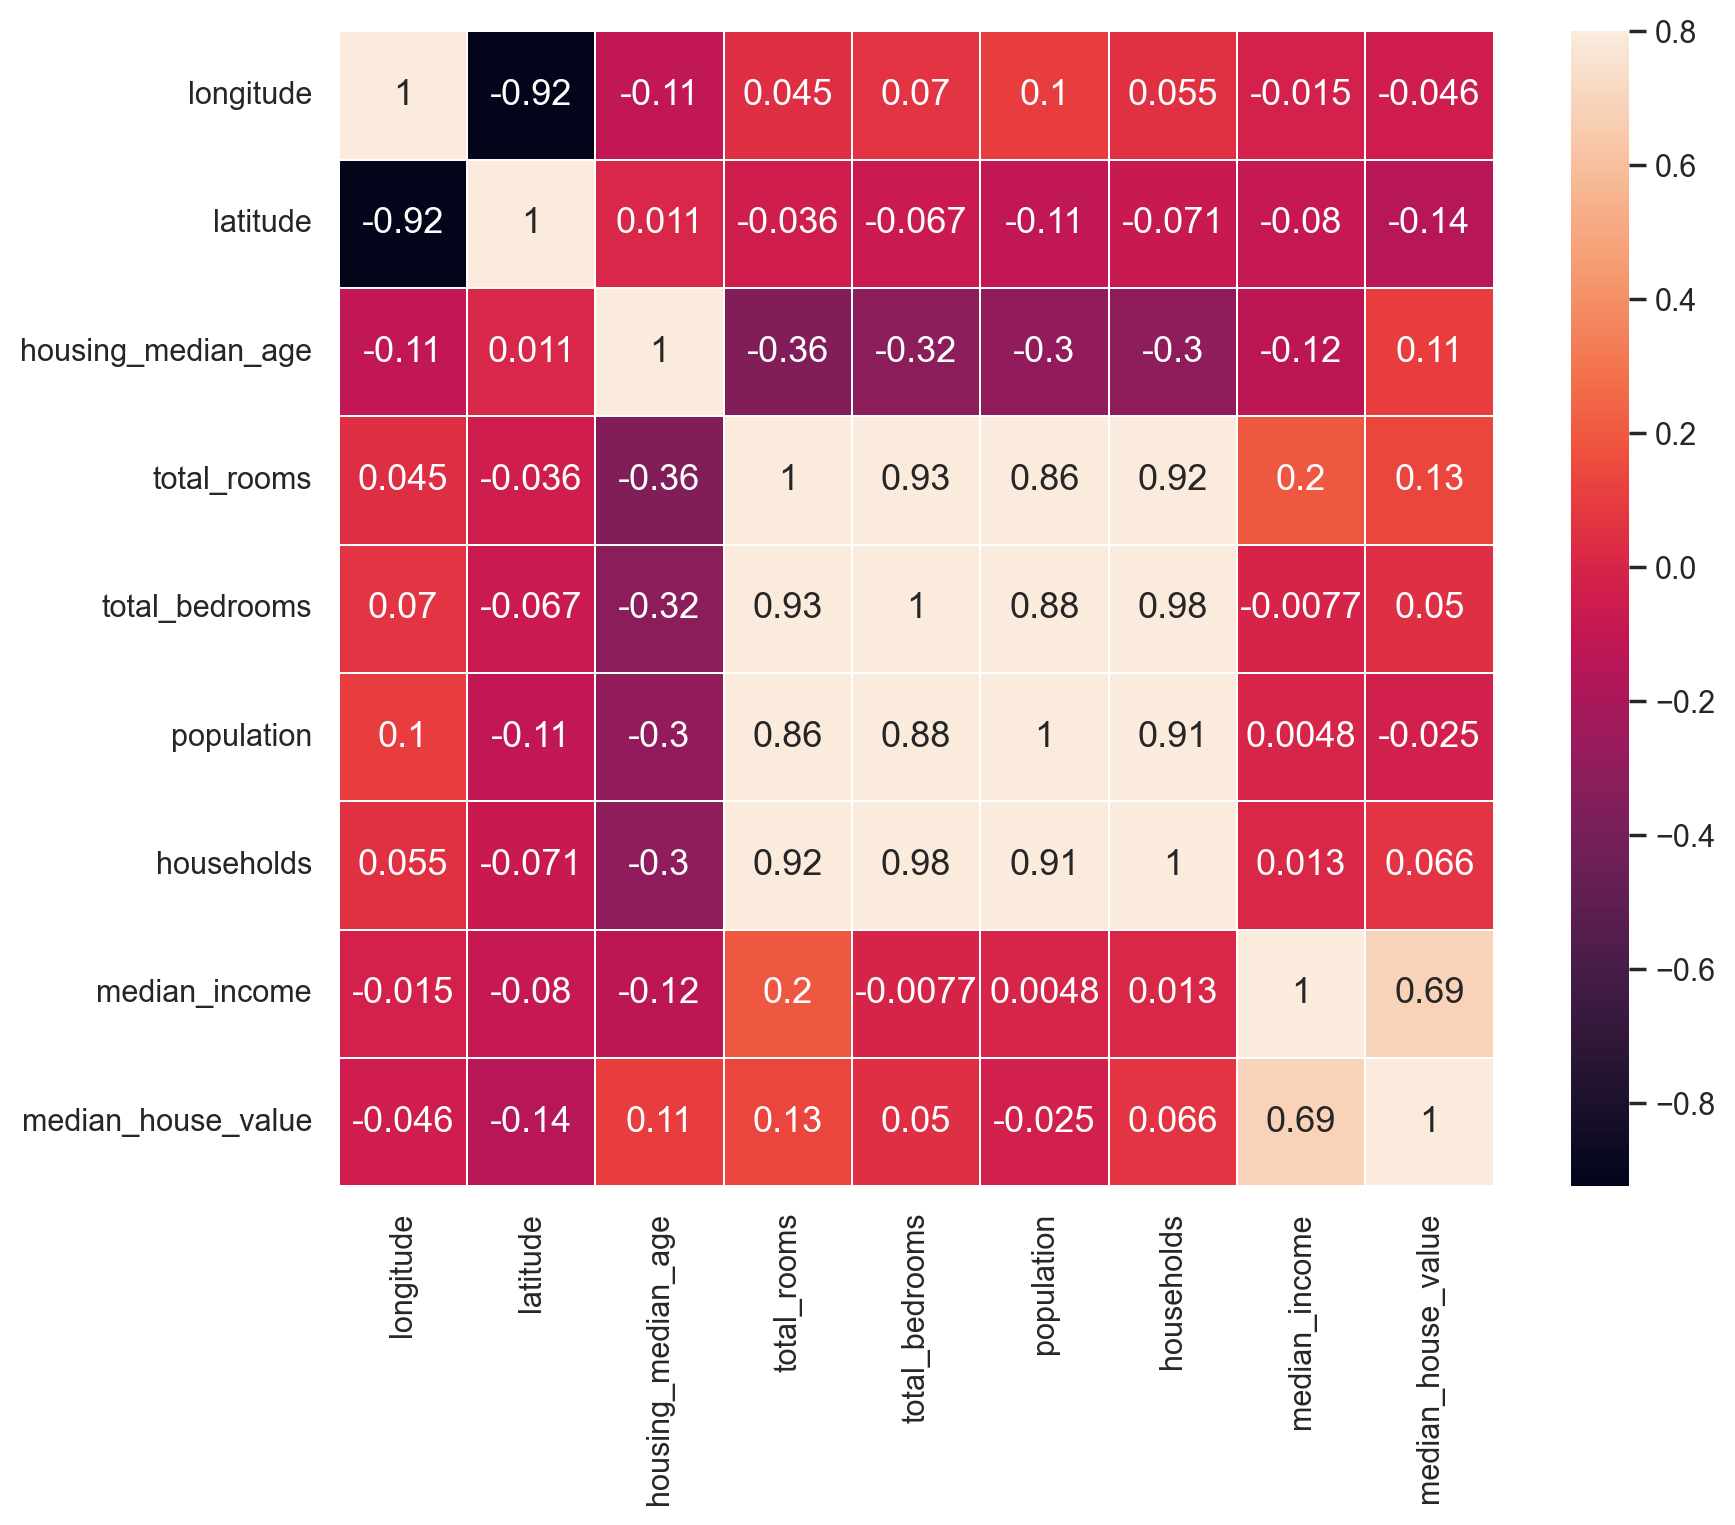 longitude 1 -0.92 -0.11 0.045 0.07 0.1 0.055 -0.015 -0.046
latitude -0.92 1 0.011 -0.036 -0.067 -0.11 -0.071 -0.08 -0.14
housing_median_age -0.11 0.011 1 -0.36 -0.32 -0.3 -0.3 -0.12 0.11
total_rooms 0.045 -0.036 -0.36 1 0.93 0.86 0.92 0.2 0.13
total_bedrooms 0.07 -0.067 -0.32 0.93 1 0.88 0.98 -0.0077 0.05
population 0.1 -0.11 -0.3 0.86 0.88 1 0.91 0.0048 -0.025
households 0.055 -0.071 -0.3 0.92 0.98 0.91 1 0.013 0.066
median_income -0.015 -0.08 -0.12 0.2 -0.0077 0.0048 0.013 1 0.69
median_house_value -0.046 -0.14 0.11 0.13 0.05 -0.025 0.066 0.69 1
longitude
latitude
housing_median_age
total_rooms
total_bedrooms
population
households
median_income
median_house_value
0.8
0.6
0.4
0.2
0.0
−0.2
−0.4
−0.6
−0.8